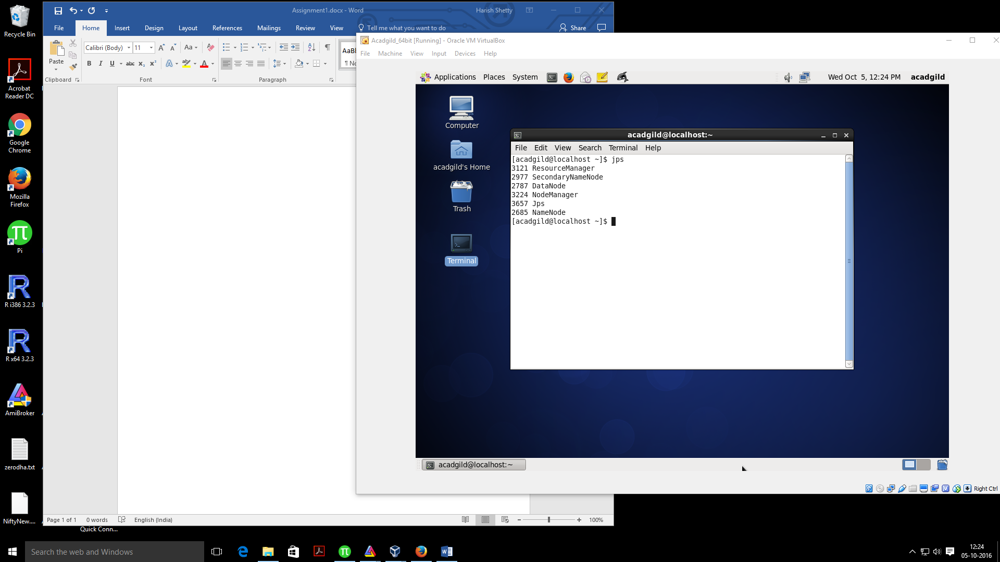 Recycle Bin
Acrobat
Reader DC
Google
Chrome
Mozilla
Firefox
Pi
R i386 3.2.3
R x64 3.2.3
AmiBroker
zerodha.txt
NiftyNew....
Quick Conn...
Assignment1.docx - Word
Harish Shetty
File Home Insert Design Layout References Mailings Review View Tell me what you want to do Share
Paste
Calibri (Body) 11
Clipboard Font Paragraph
Page 1 of 1 0 words English (India) 100%
Acadgild_64bit [Running] - Oracle VM VirtualBox
File Machine View Input Devices Help
Applications Places System Wed Oct 5, 12:24 PM acadgild
Computer
acadgild's Home
Trash
Terminal
acadgild@localhost:~
File Edit View Search Terminal Help
[acadgild@localhost ~]$ jps
3121 ResourceManager
2977 SecondaryNameNode
2787 DataNode
3224 NodeManager
3657 Jps
2685 NameNode
[acadgild@localhost ~]$
acadgild@localhost:~
Right Ctrl
Search the web and Windows
12:24
05-10-2016